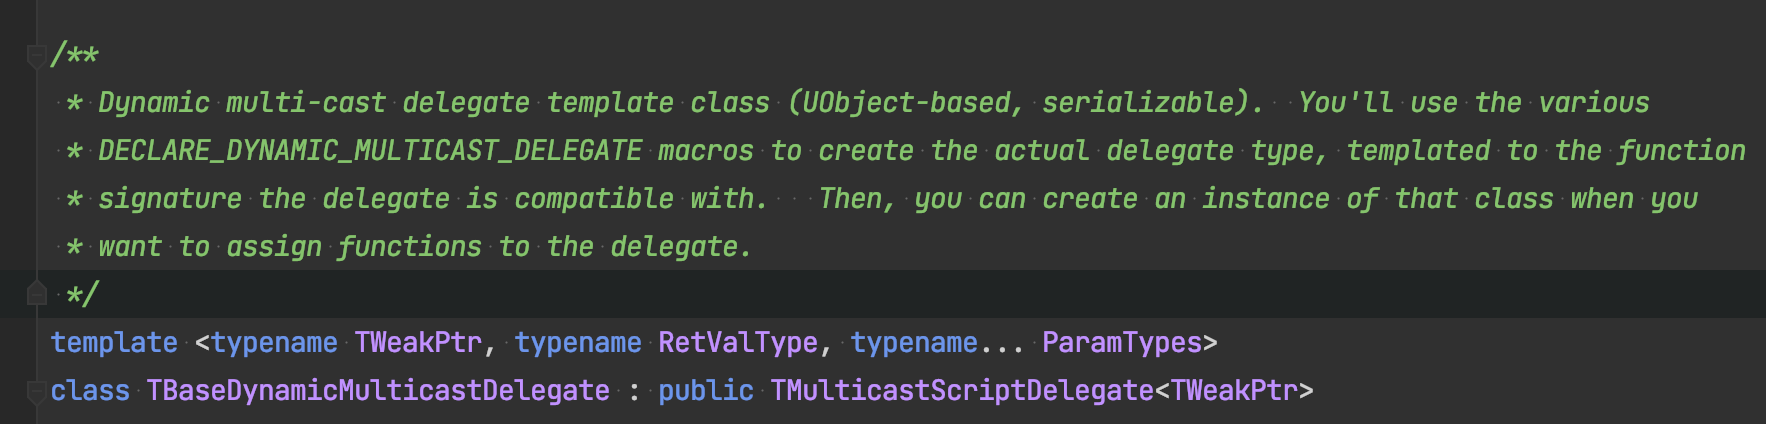 /**
 * Dynamic multi-cast delegate template class (UObject-based, serializable).  You'll use the various
 * DECLARE_DYNAMIC_MULTICAST_DELEGATE macros to create the actual delegate type, templated to the function
 * signature the delegate is compatible with.   Then, you can create an instance of that class when you
 * want to assign functions to the delegate.
 */
template <typename TWeakPtr, typename RetValType, typename... ParamTypes>
class TBaseDynamicMulticastDelegate : public TMulticastScriptDelegate<TWeakPtr>